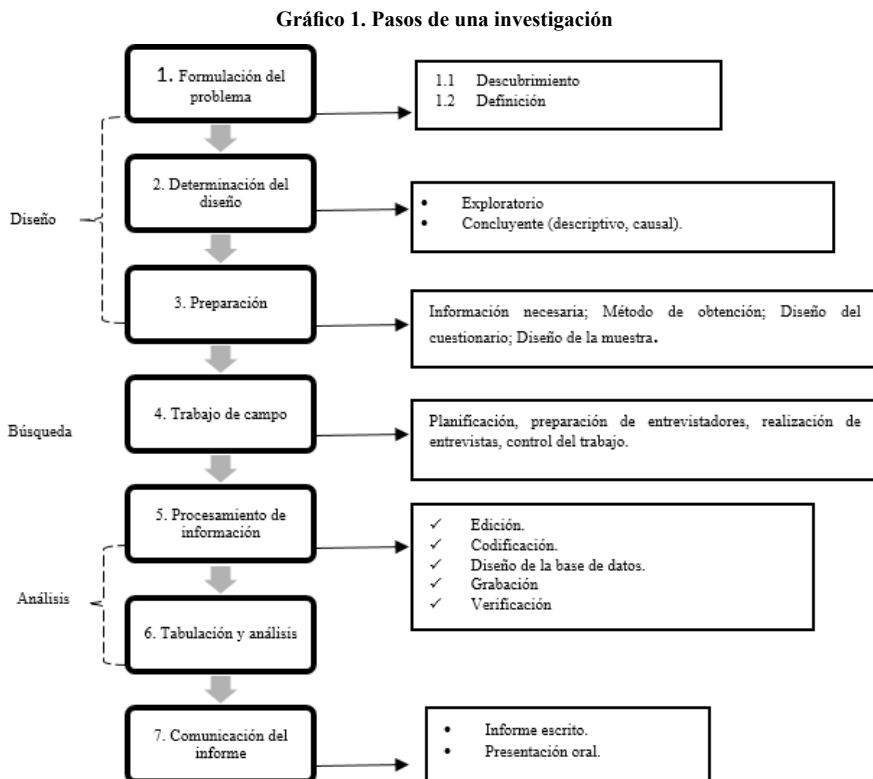 Gráfico 1. Pasos de una investigación
1. Formulación del
problema
1.1 Descubrimiento
1.2 Definición
Diseño
2. Determinación del
diseño
• Exploratorio
• Concluyente (descriptivo, causal).
3. Preparación
Información necesaria; Método de obtención; Diseño del
cuestionario; Diseño de la muestra.
Búsqueda
4. Trabajo de campo
Planificación, preparación de entrevistadores, realización de
entrevistas, control del trabajo.
Análisis
5. Procesamiento de
información
✓ Edición.
✓ Codificación.
✓ Diseño de la base de datos.
✓ Grabación
✓ Verificación
6. Tabulación y análisis
7. Comunicación del
informe
• Informe escrito.
• Presentación oral.